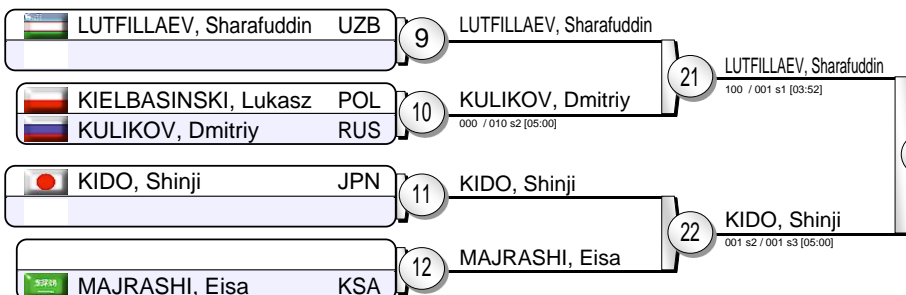 LUTFILLAEV, Sharafuddin UZB
9
LUTFILLAEV, Sharafuddin
KIELBASINSKI, Lukasz POL
KULIKOV, Dmitriy RUS
10
KULIKOV, Dmitriy
000 / 010 s2 [05:00]
21
LUTFILLAEV, Sharafuddin
100 / 001 s1 [03:52]
KIDO, Shinji JPN
11
KIDO, Shinji
MAJRASHI, Eisa KSA
12
MAJRASHI, Eisa
22
KIDO, Shinji
001 s2 / 001 s3 [05:00]